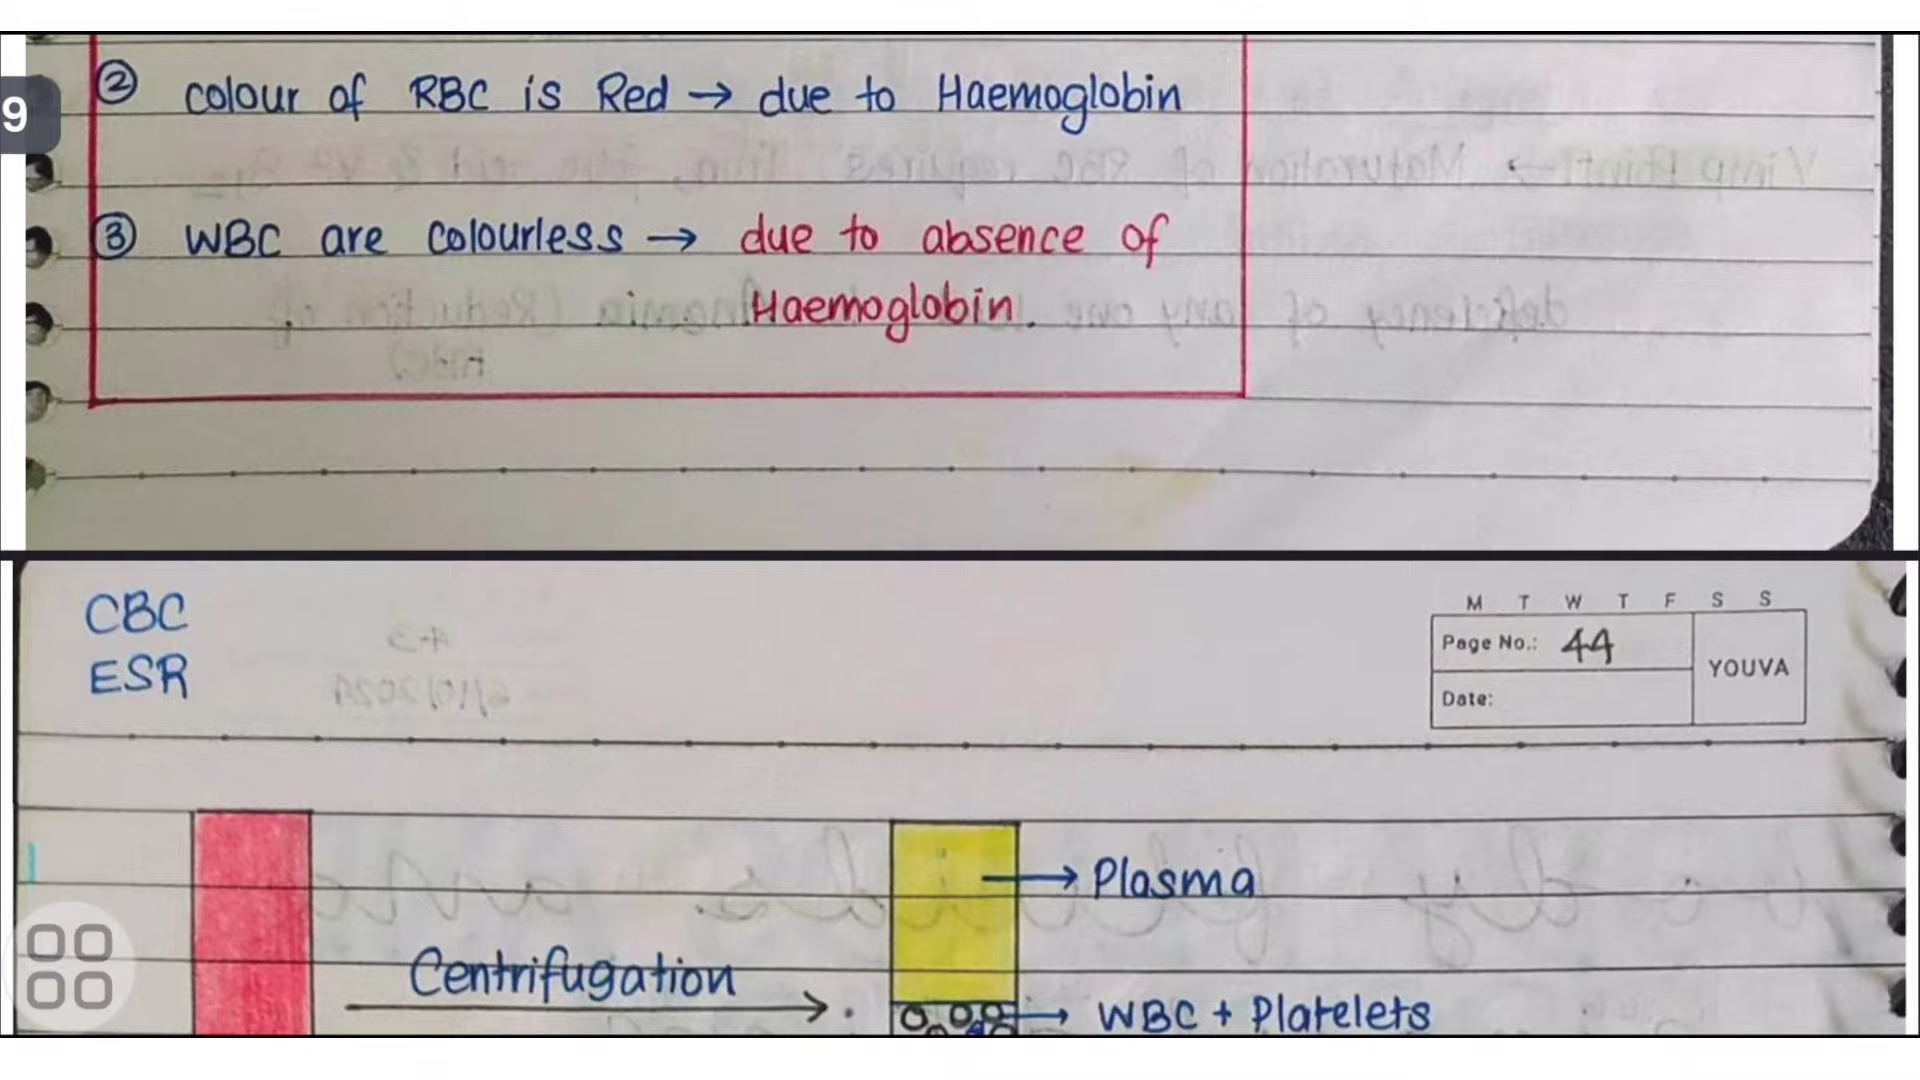 9
② colour of RBC is Red → due to Haemoglobin
③ WBC are colourless → due to absence of
Haemoglobin.
CBC
ESR
M T W T F S S
Page No.: 44
YOUVA
Date:
→ Plasma
Centrifugation
→ WBC + Platelets